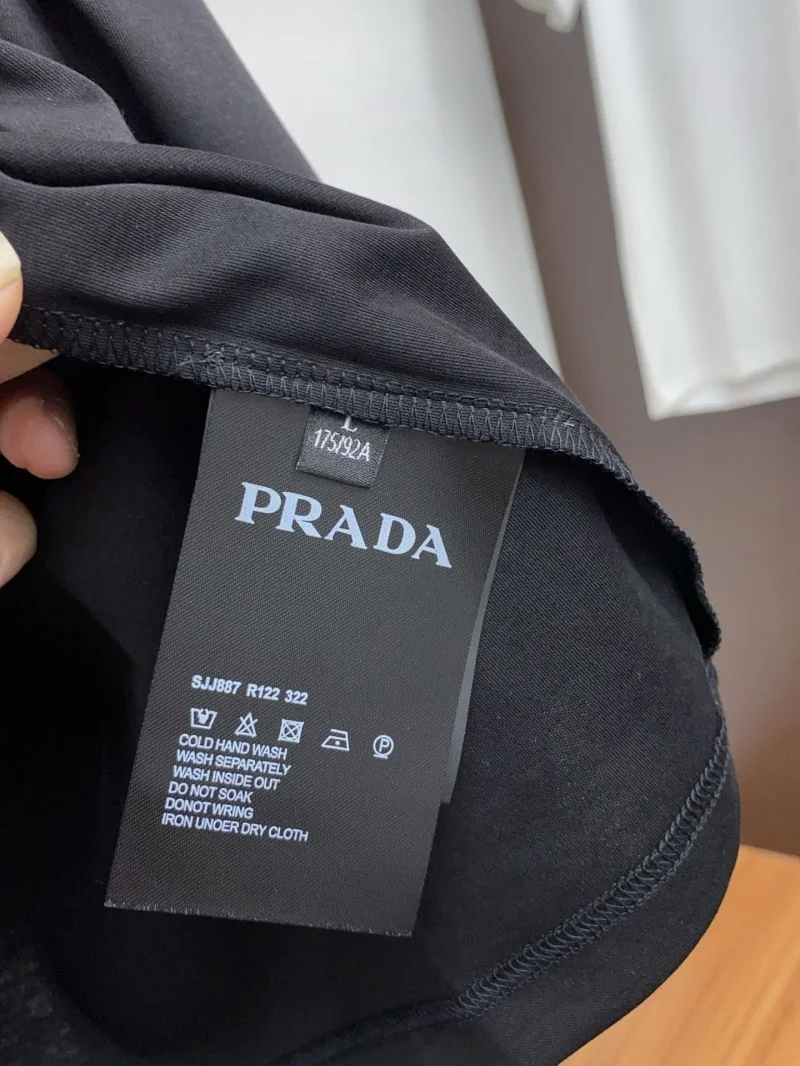 L
175/92A
PRADA
SJJ887 R122 322
P
COLD HAND WASH
WASH SEPARATELY
WASH INSIDE OUT
DO NOT SOAK
DONOT WRING
IRON UNOER DRY CLOTH